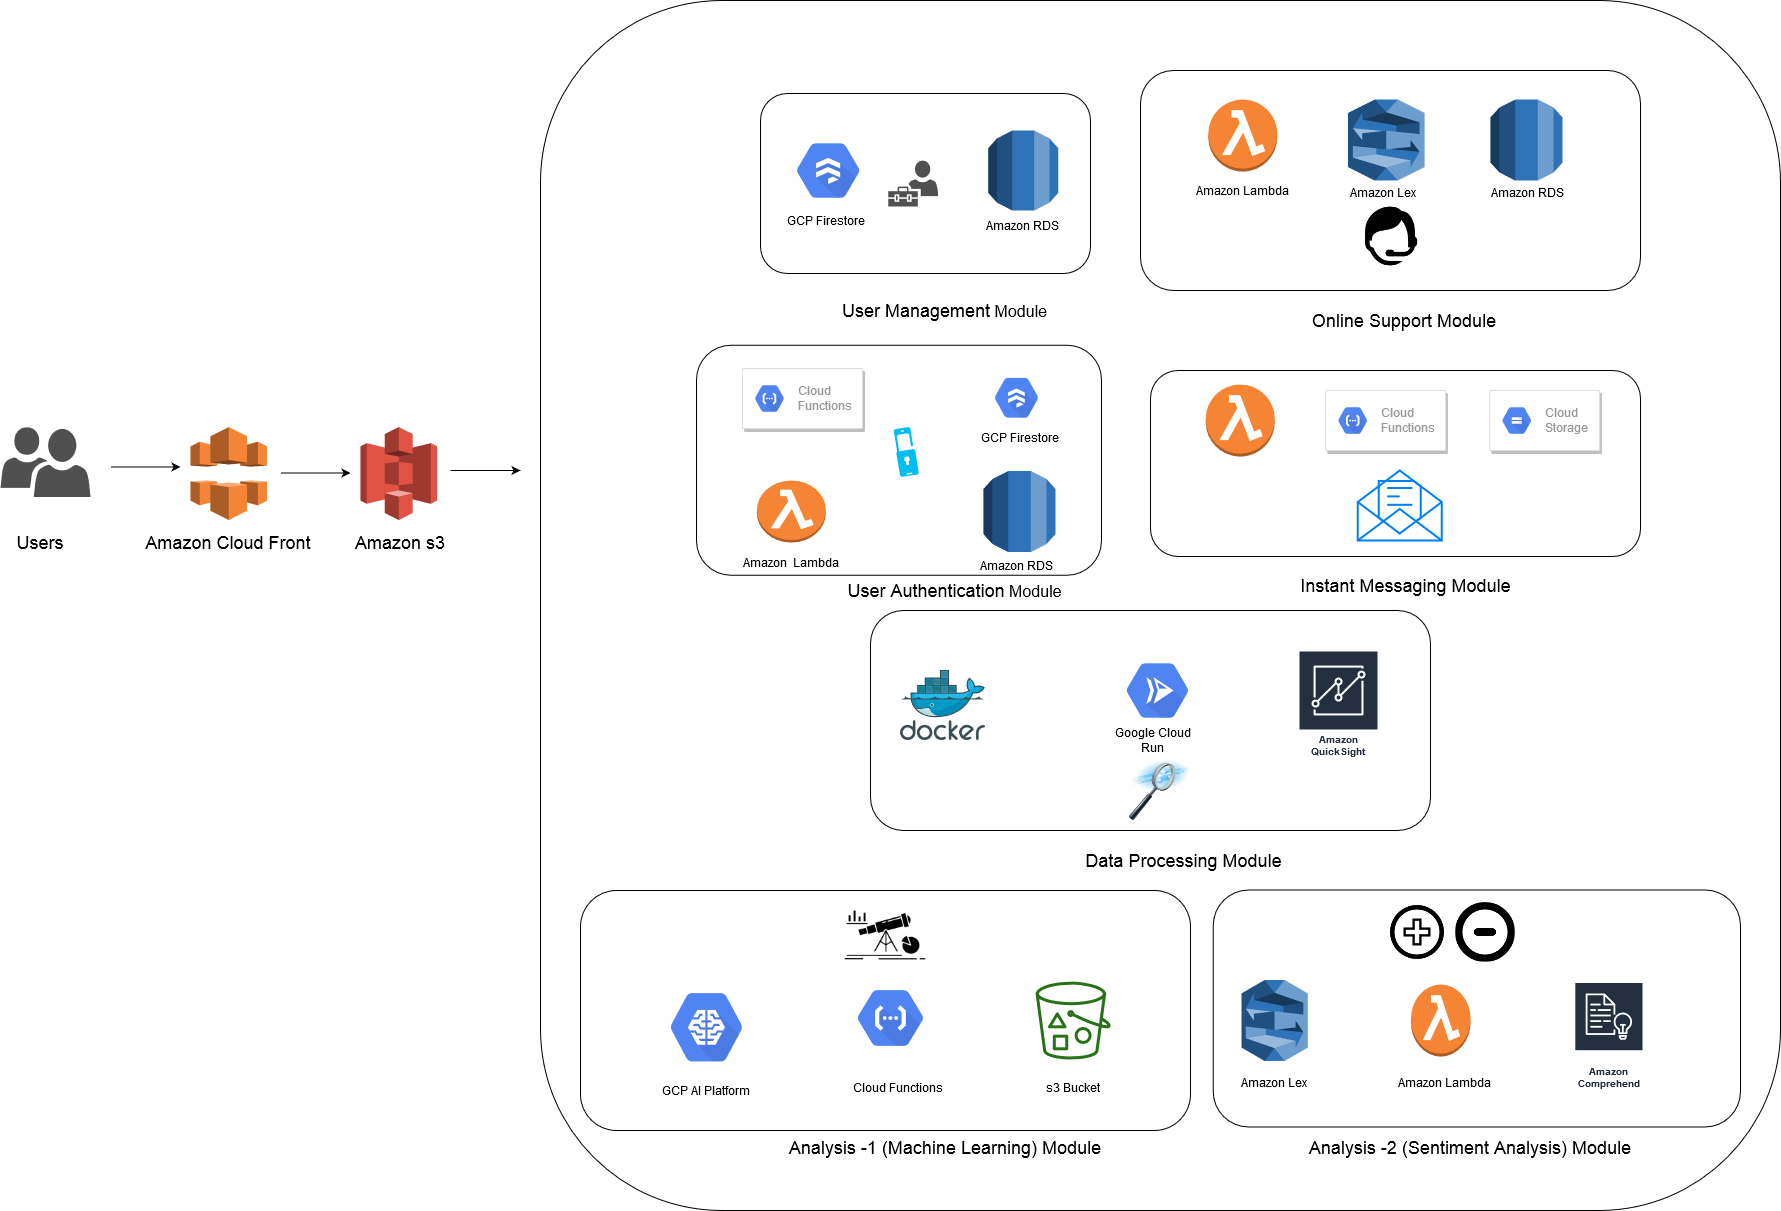 Users
Amazon Cloud Front
Amazon s3
GCP Firestore
Amazon RDS
User Management Module
Amazon Lambda
Amazon Lex
Amazon RDS
Online Support Module
Cloud
Functions
GCP Firestore
Amazon  Lambda
Amazon RDS
User Authentication Module
Cloud
Functions
Cloud
Storage
Instant Messaging Module
docker
Google Cloud
Run
Amazon
QuickSight
Data Processing Module
GCP AI Platform
Cloud Functions
s3 Bucket
Analysis -1 (Machine Learning) Module
Amazon Lex
Amazon Lambda
Amazon
Comprehend
Analysis -2 (Sentiment Analysis) Module